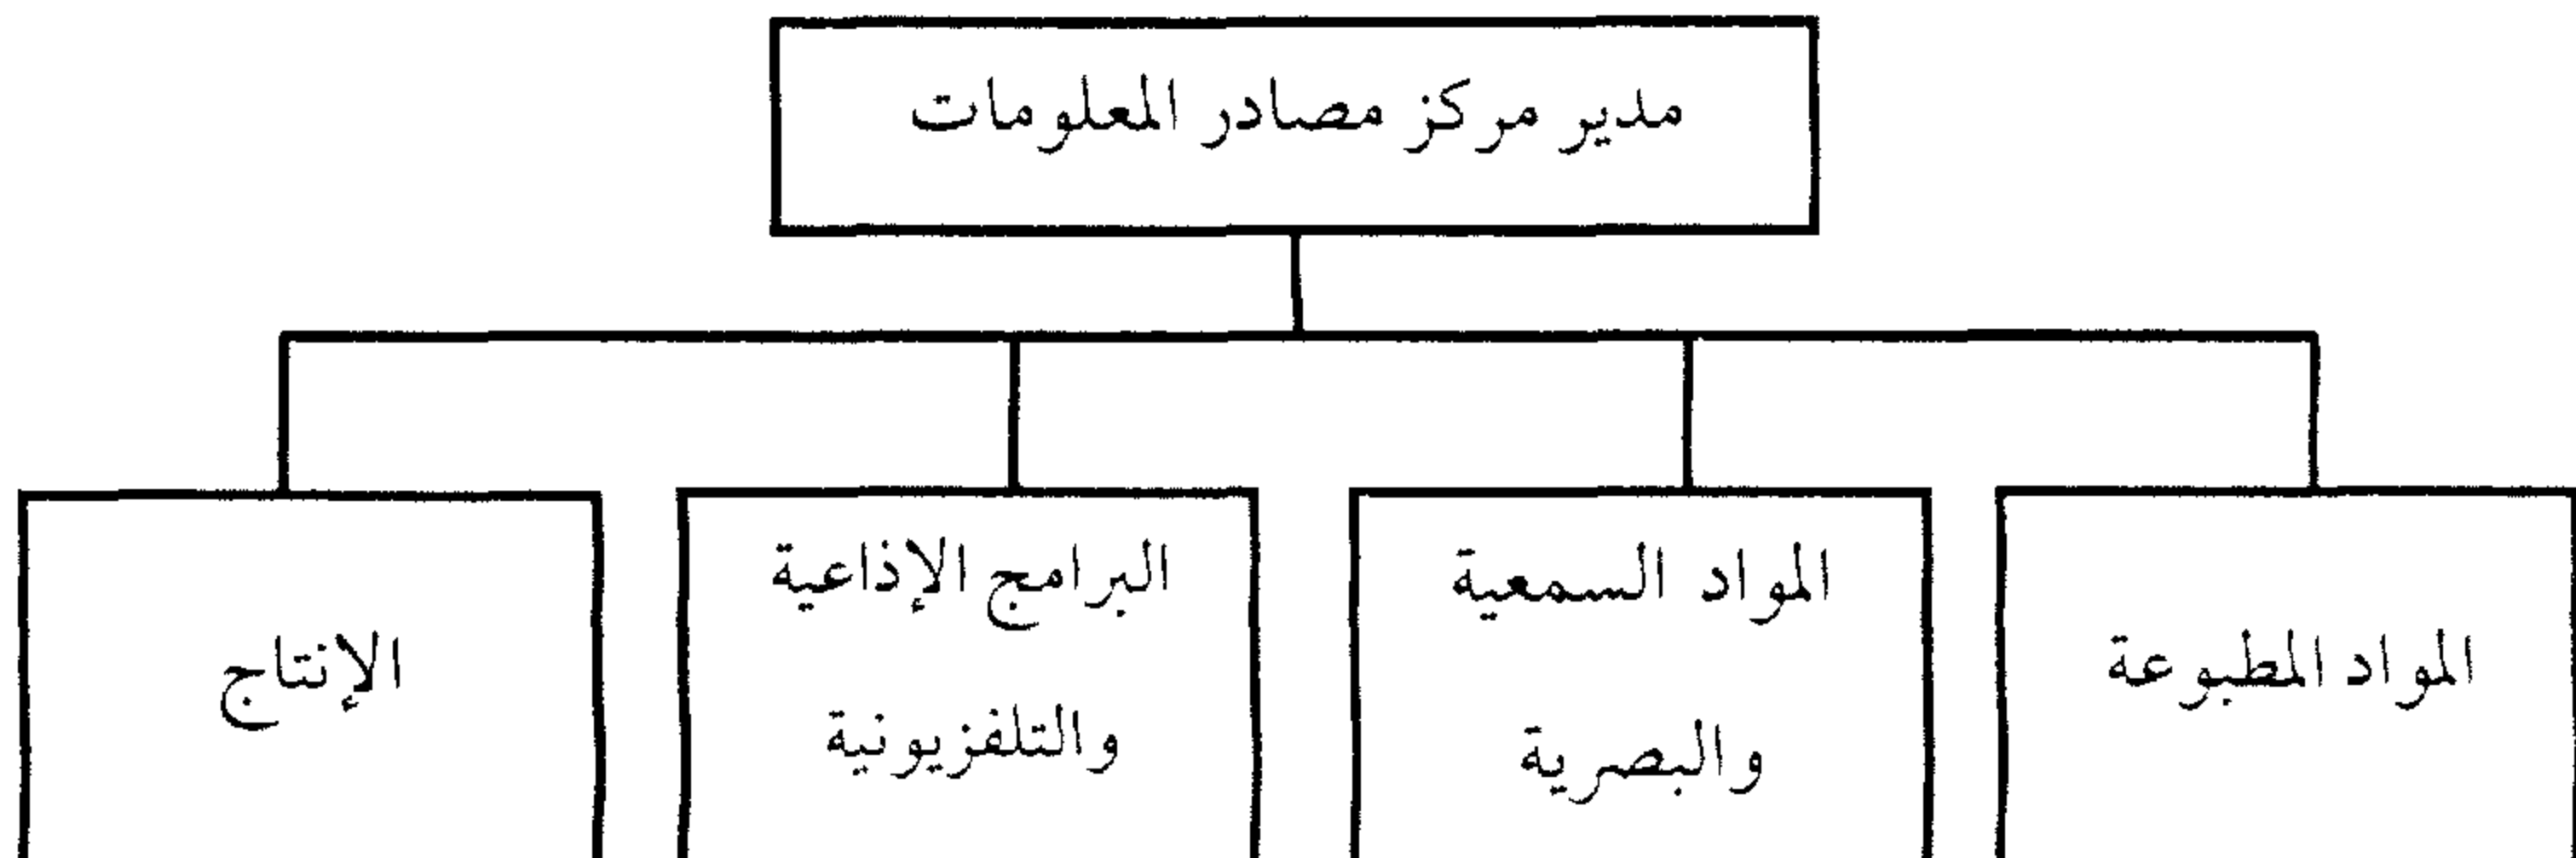 مدير مركز مصادر المعلومات
المواد المطبوعة
المواد السمعية
والبصرية
البرامج الإذاعية
والتلفزيونية
الإنتاج